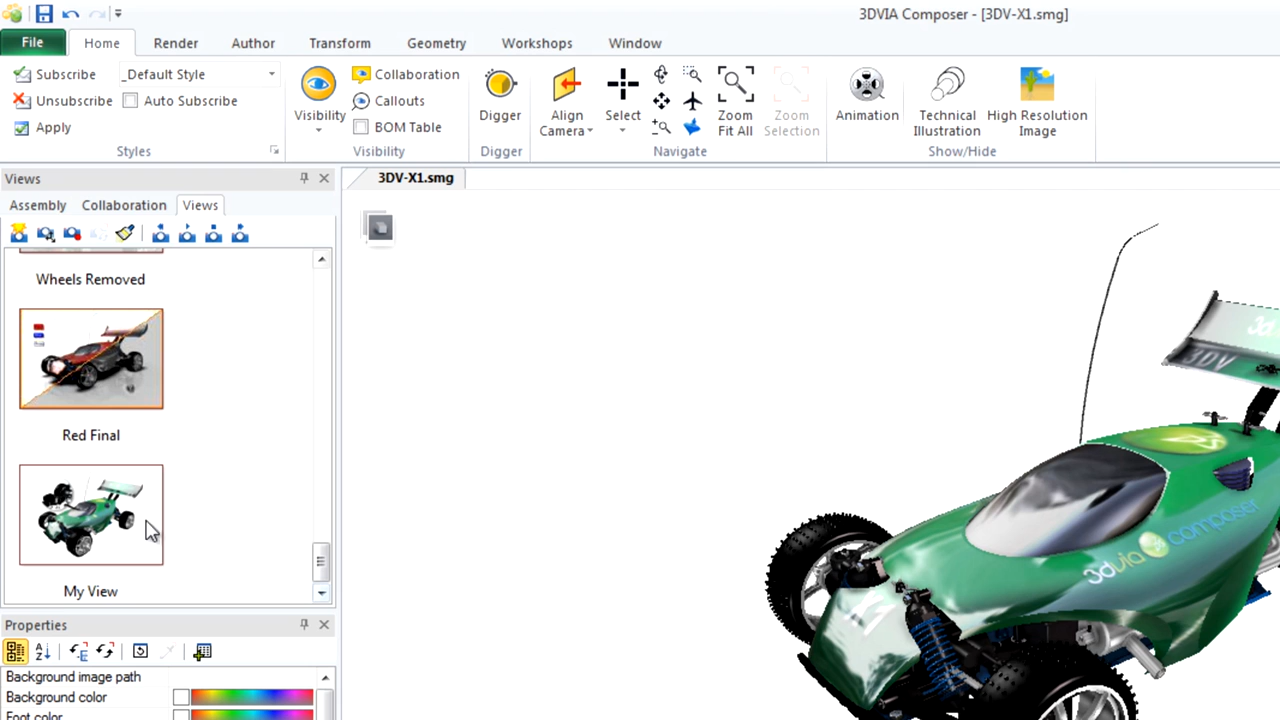 3DVIA Composer - [3DV-X1.smg]
File Home Render Author Transform Geometry Workshops Window
Subscribe _Default Style
Unsubscribe Auto Subscribe
Apply
Styles
Visibility
Collaboration
Callouts
BOM Table
Visibility
Digger
Digger
Align
Camera
Select
Zoom
Fit All
Zoom
Selection
Navigate
Animation
Technical
Illustration
High Resolution
Image
Show/Hide
Views
3DV-X1.smg
Assembly Collaboration Views
Wheels Removed
Red Final
My View
3DV
3dvia composer
Properties
Background image path
Background color
Foot color